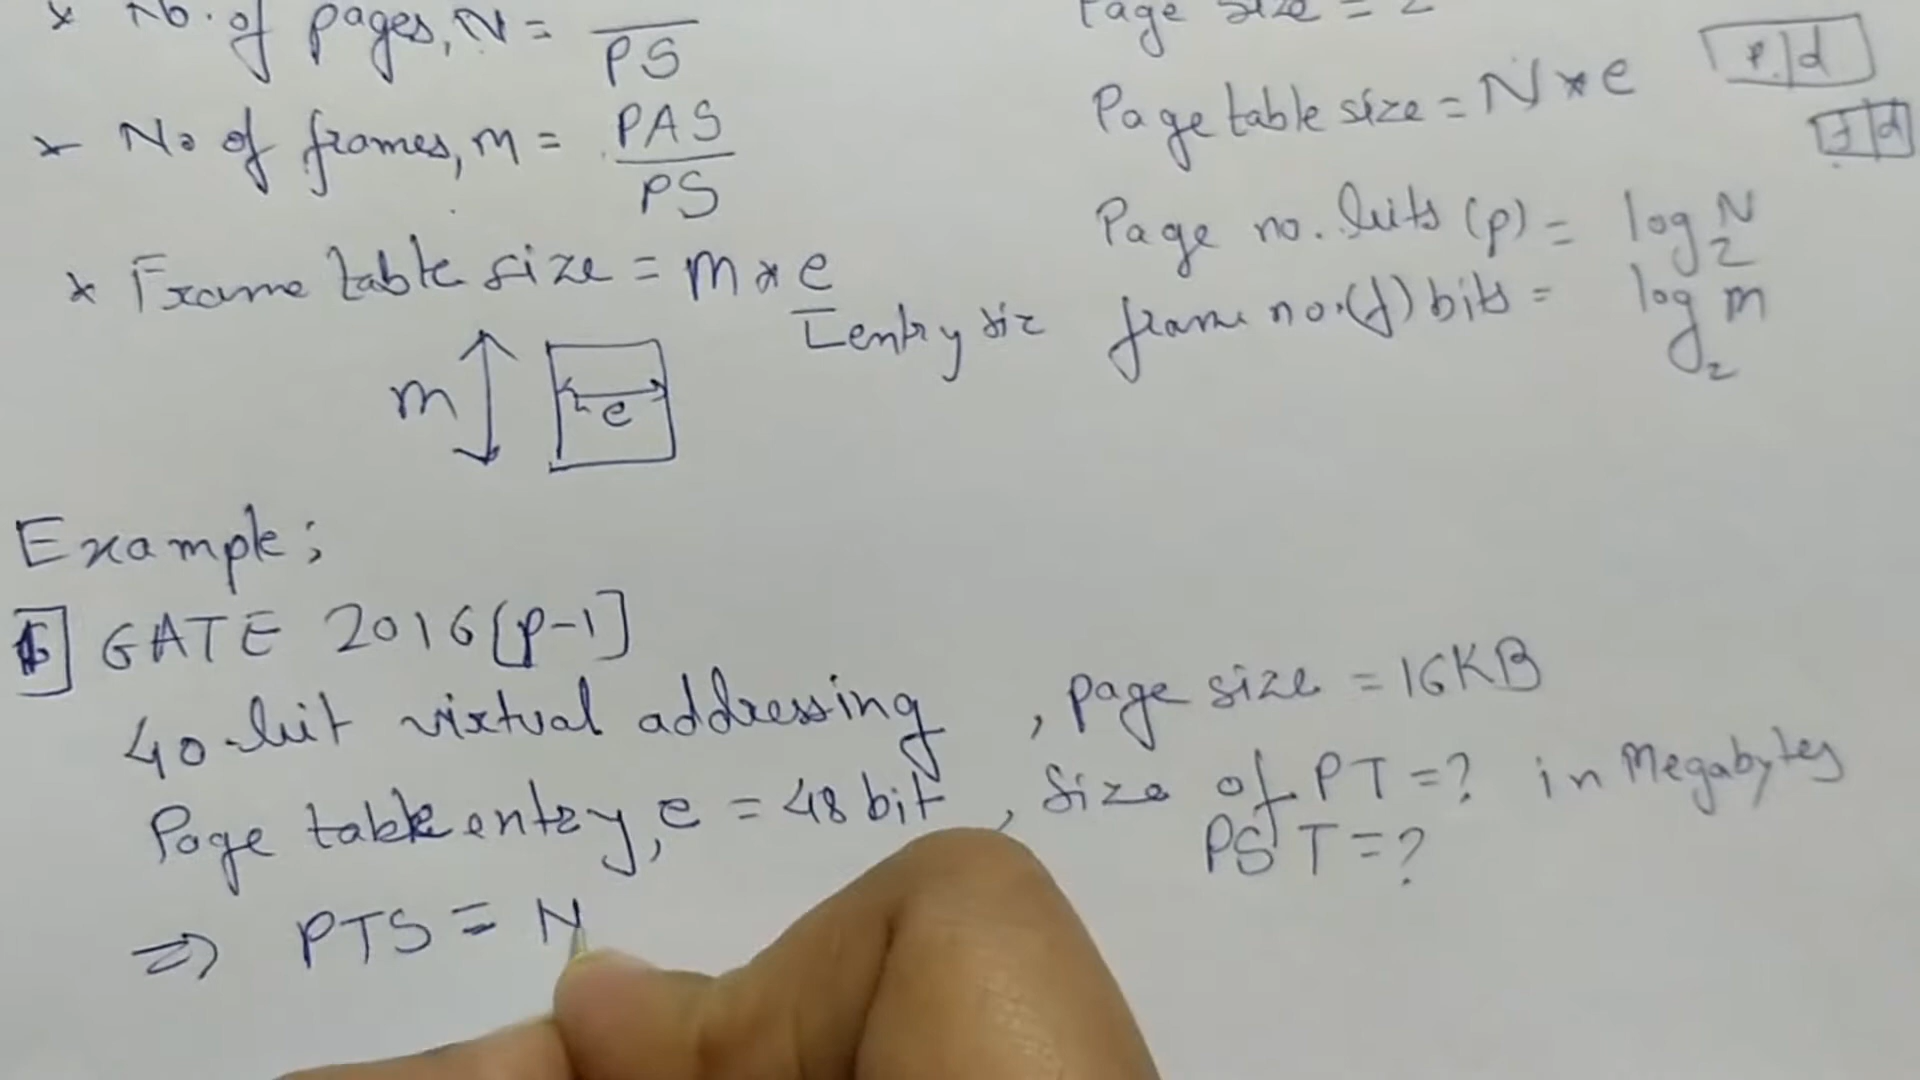 * No. of pages, N = ―
PS
* No of frames, m = PAS
PS
* Frame table size = m * e
entry siz
m
e
Page size = 2
Page table size = N * e
p d
f d
Page no. bits (p) = log2 N
frame no. (f) bits = log2 m
Example:
1 GATE 2016 [P-1]
40-bit virtual addressing , page size = 16KB
Page table entry, e = 48 bit , Size of PT = ? in Megabytes
PST = ?
⇒ PTS = N